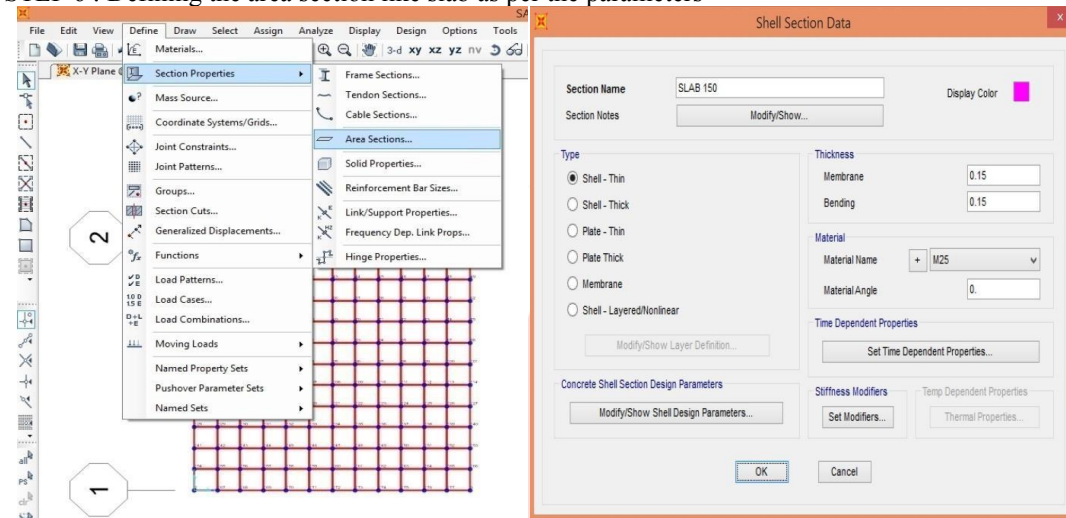 STEP 04 : Defining the area section like slab as per the parameters
SA
File Edit View Define Draw Select Assign Analyze Display Design Options Tools
3-d xy xz yz nv
X-Y Plane
Materials...
Section Properties
Mass Source...
Coordinate Systems/Grids...
Joint Constraints...
Joint Patterns...
Groups...
Section Cuts...
Generalized Displacements...
Functions
Load Patterns...
Load Cases...
Load Combinations...
Moving Loads
Named Property Sets
Pushover Parameter Sets
Named Sets
Frame Sections...
Tendon Sections...
Cable Sections...
Area Sections...
Solid Properties...
Reinforcement Bar Sizes...
Link/Support Properties...
Frequency Dep. Link Props...
Hinge Properties...
2
1
all
PS
clr
Shell Section Data
x
Section Name SLAB 150 Display Color
Section Notes Modify/Show...
Type
Shell - Thin
Shell - Thick
Plate - Thin
Plate Thick
Membrane
Shell - Layered/Nonlinear
Modify/Show Layer Definition...
Concrete Shell Section Design Parameters
Modify/Show Shell Design Parameters...
Thickness
Membrane 0.15
Bending 0.15
Material
Material Name + M25
Material Angle 0.
Time Dependent Properties
Set Time Dependent Properties...
Stiffness Modifiers
Set Modifiers...
Temp Dependent Properties
Thermal Properties...
OK Cancel